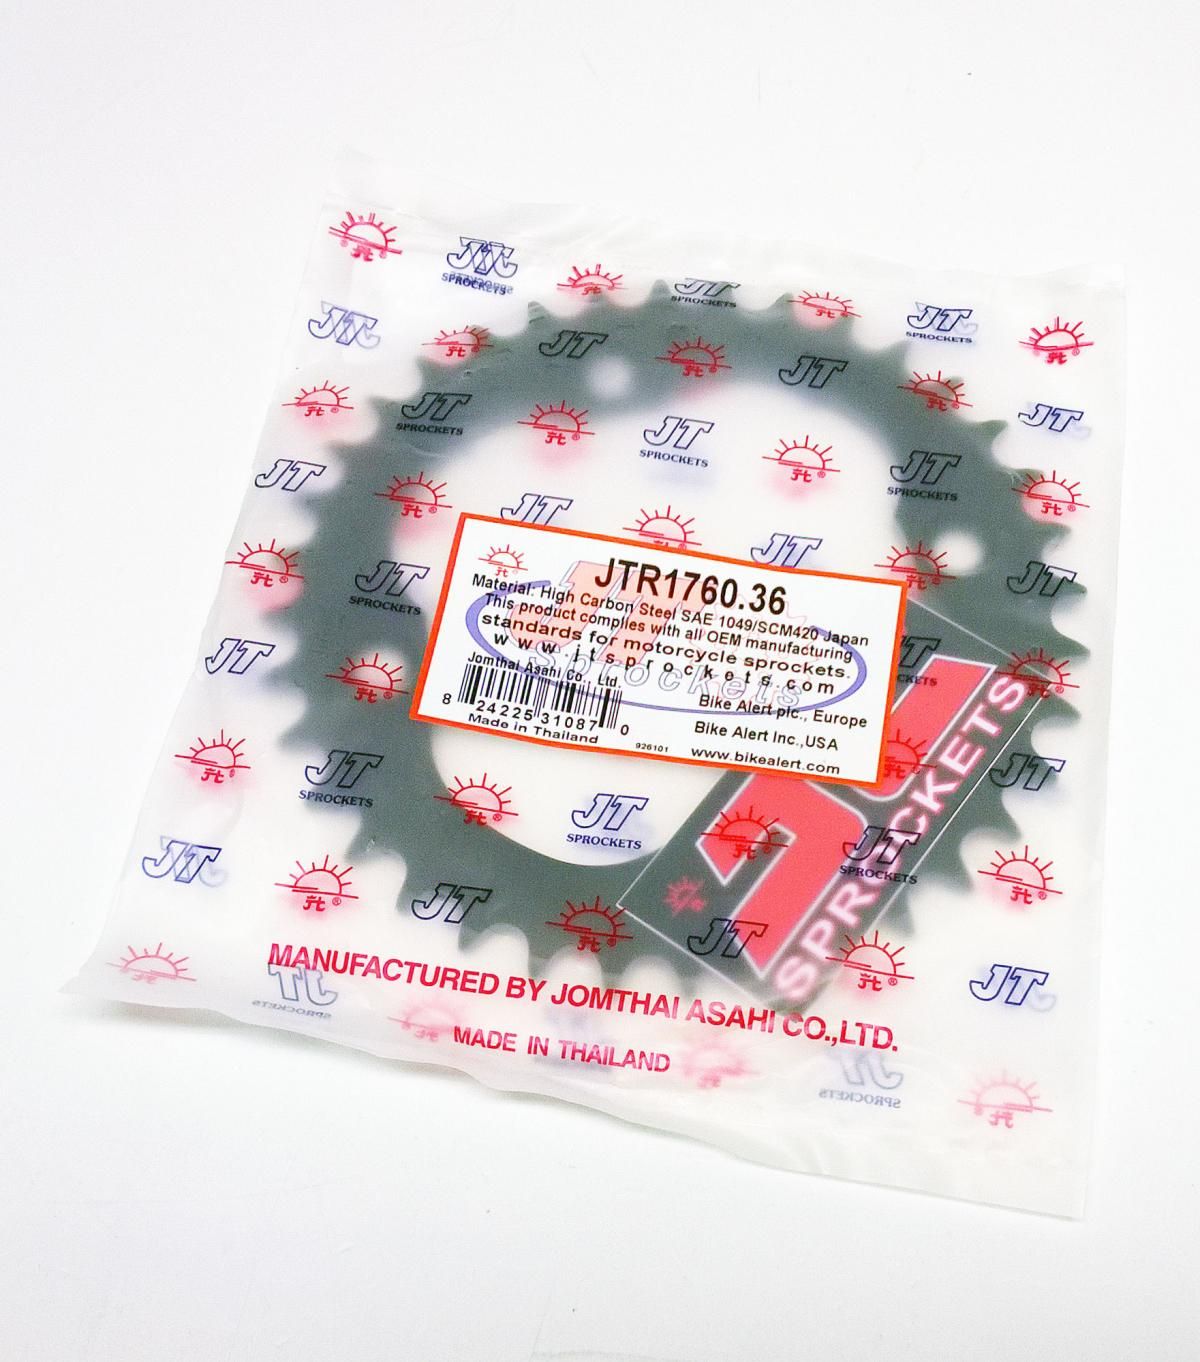 JTR1760.36
Material: High Carbon Steel SAE 1049/SCM420 Japan
This product complies with all OEM manufacturing
standards for motorcycle sprockets.
www.jtsprockets.com
Jomthai Asahi Co., Ltd.
8 24225 31087 0
Made in Thailand
926101
Bike Alert plc., Europe
Bike Alert Inc.,USA
www.bikealert.com
JT
SPROCKETS
MANUFACTURED BY JOMTHAI ASAHI CO.,LTD.
MADE IN THAILAND